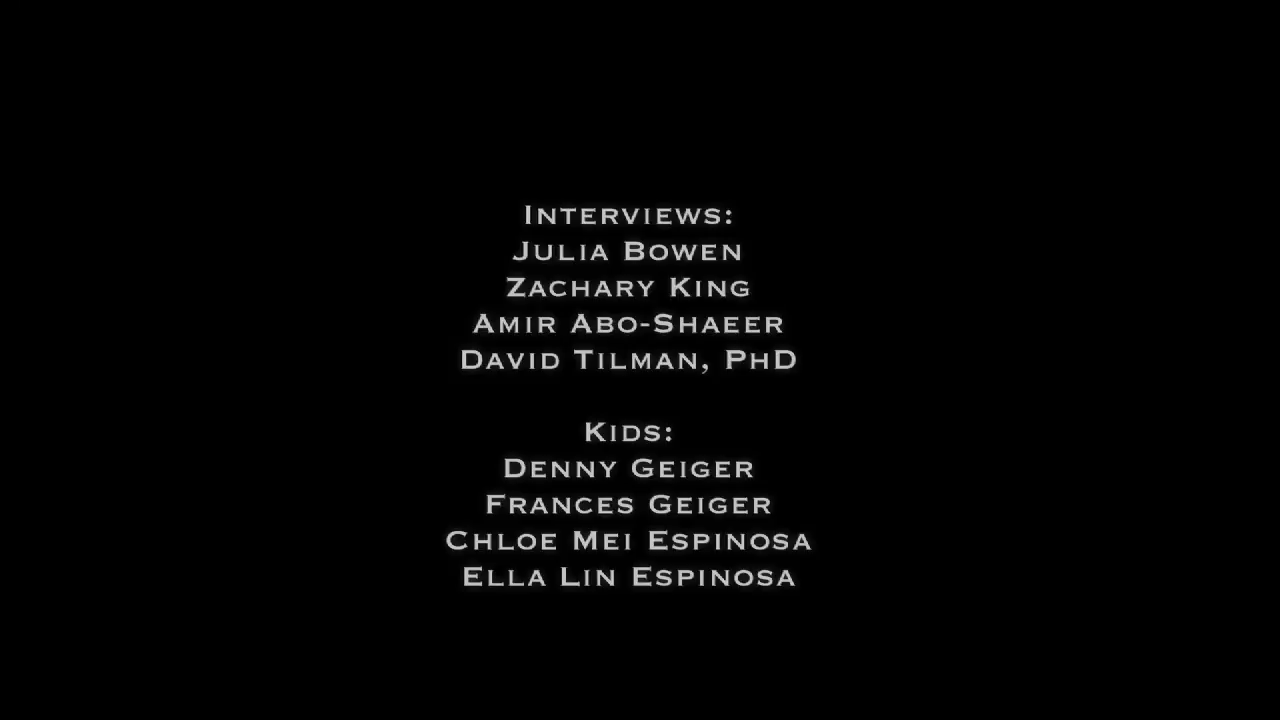 Interviews:
Julia Bowen
Zachary King
Amir Abo-Shaeer
David Tilman, PhD
Kids:
Denny Geiger
Frances Geiger
Chloe Mei Espinosa
Ella Lin Espinosa